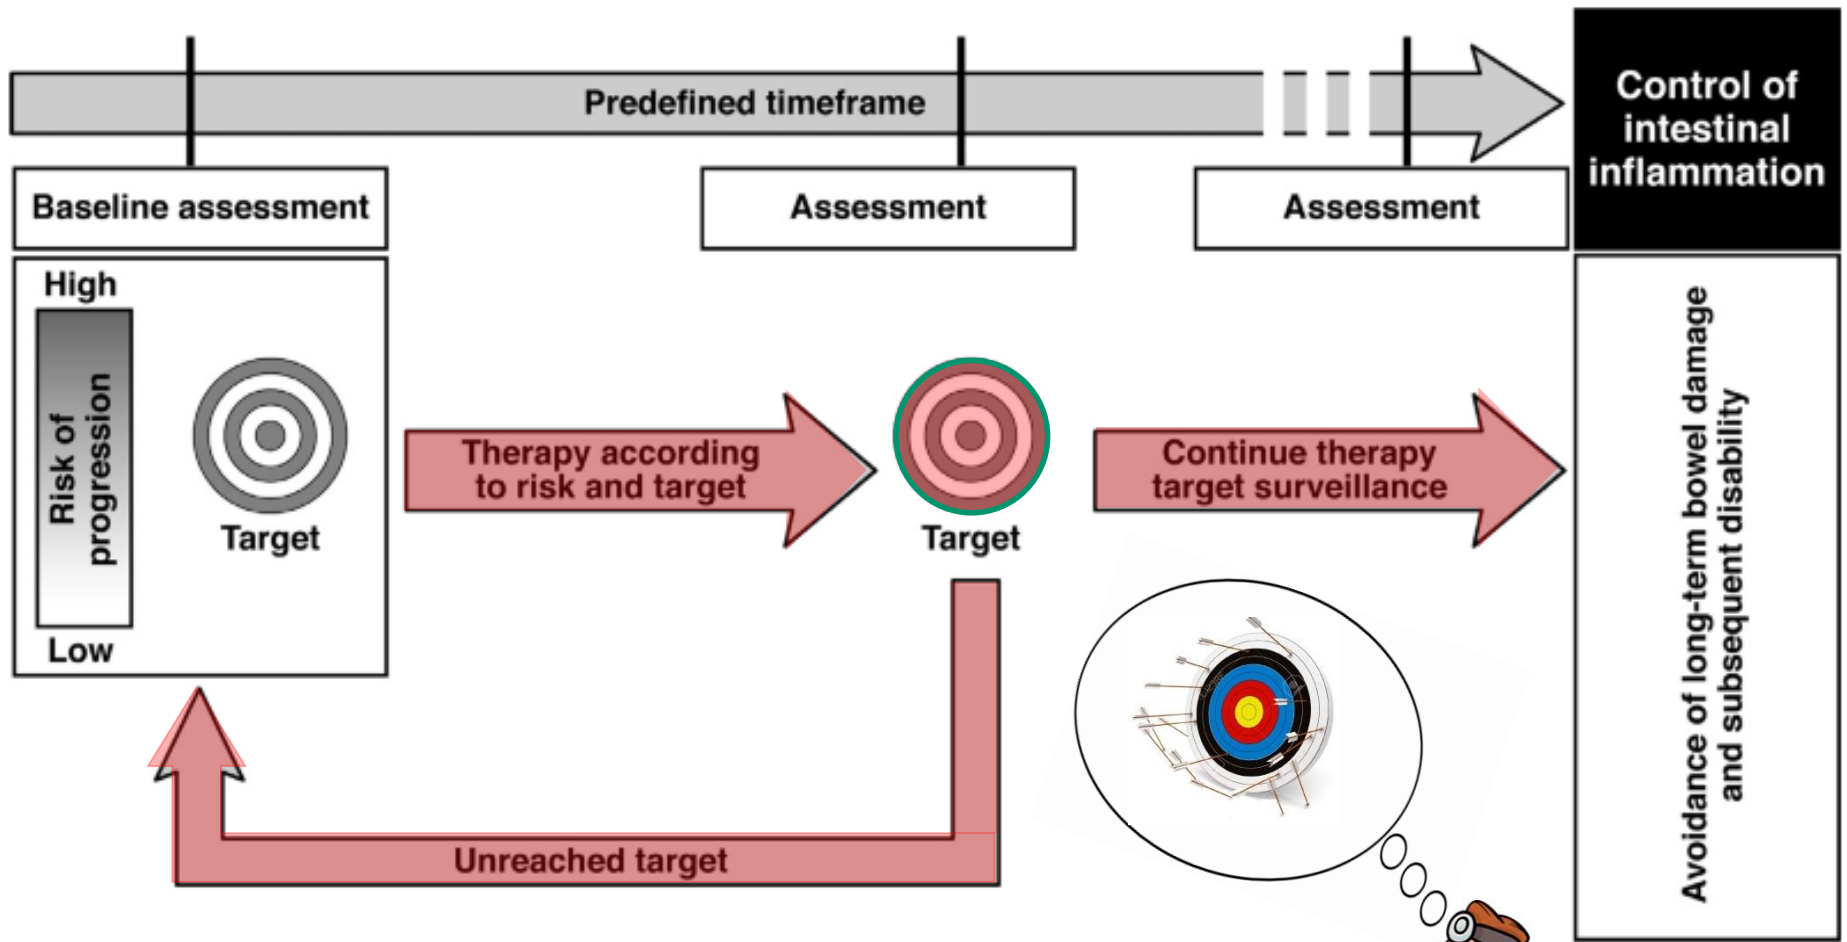 Predefined timeframe
Control of
intestinal
inflammation
Baseline assessment
Assessment
Assessment
High
Risk of
progression
Low
Target
Therapy according
to risk and target
Target
Continue therapy
target surveillance
Unreached target
Avoidance of long-term bowel damage
and subsequent disability